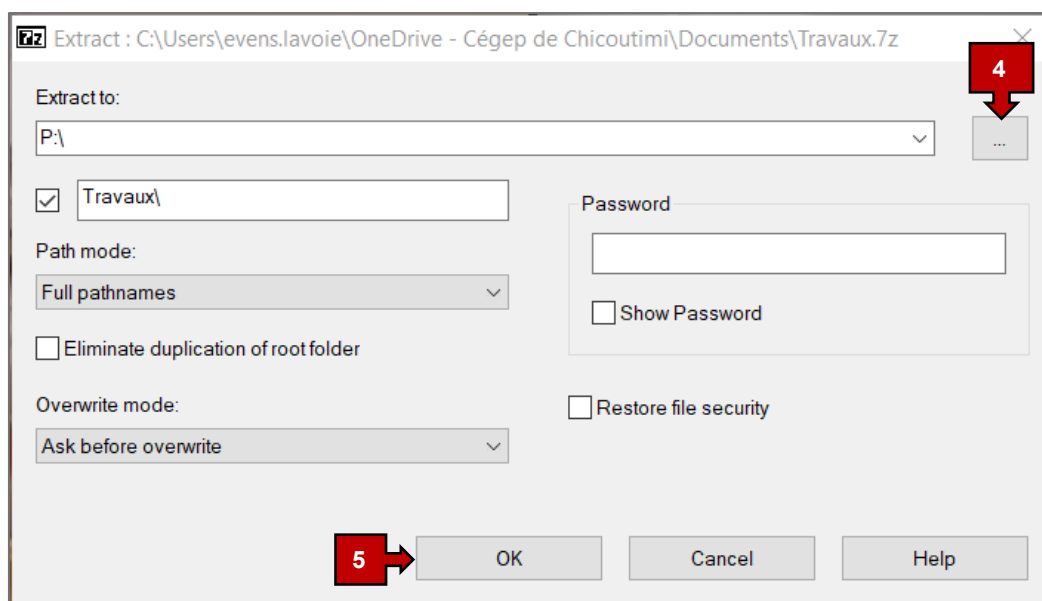 7z Extract : C:\Users\evens.lavoie\OneDrive - Cégep de Chicoutimi\Documents\Travaux.7z
4
Extract to:
P:\
...
Travaux\
Password
Path mode:
Full pathnames
Show Password
Eliminate duplication of root folder
Overwrite mode:
Restore file security
Ask before overwrite
5 OK Cancel Help